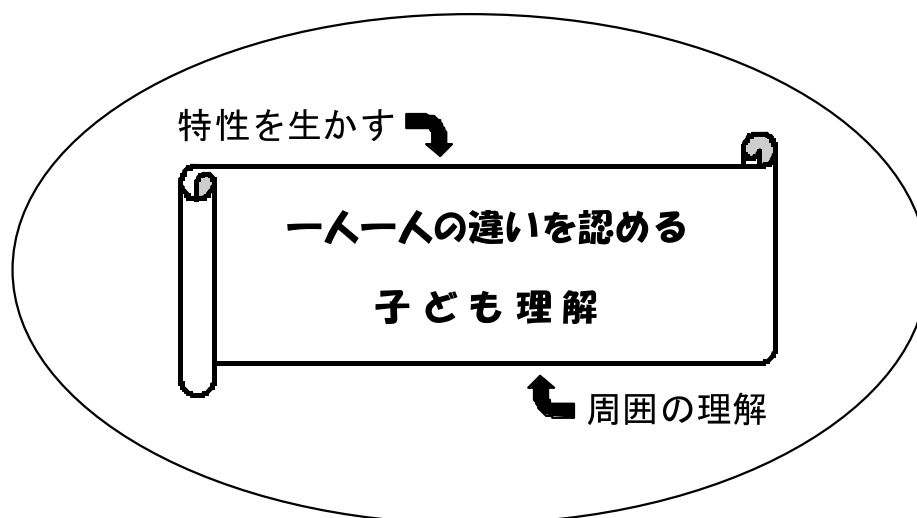 特性を生かす
一人一人の違いを認める
子ども理解
周囲の理解